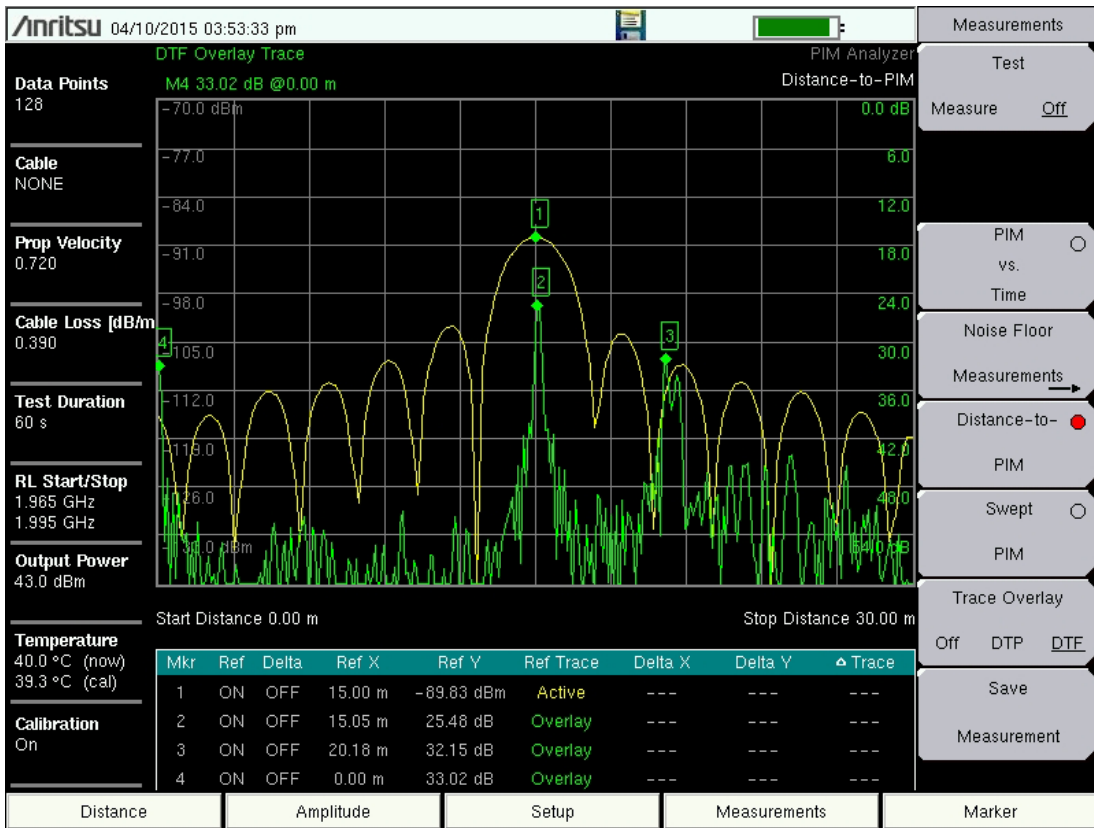 Anritsu 04/10/2015 03:53:33 pm
DTF Overlay Trace
PIM Analyzer
M4 33.02 dB @0.00 m
Distance-to-PIM
Data Points
128
Cable
NONE
Prop Velocity
0.720
Cable Loss [dB/m
0.390
Test Duration
60 s
RL Start/Stop
1.965 GHz
1.995 GHz
Output Power
43.0 dBm
Temperature
40.0 °C (now)
39.3 °C (cal)
Calibration
On
-70.0 dBm
0.0 dB
-77.0
6.0
-84.0
12.0
-91.0
18.0
-98.0
24.0
-105.0
30.0
-112.0
36.0
-119.0
42.0
48.0
54.0 dB
1
2
3
4
Start Distance 0.00 m
Stop Distance 30.00 m
Mkr Ref Delta Ref X Ref Y Ref Trace Delta X Delta Y Trace
1 ON OFF 15.00 m -89.83 dBm Active --- --- ---
2 ON OFF 15.05 m 25.48 dB Overlay --- --- ---
3 ON OFF 20.18 m 32.15 dB Overlay --- --- ---
4 ON OFF 0.00 m 33.02 dB Overlay --- --- ---
Measurements
Test
Measure Off
PIM
vs.
Time
Noise Floor
Measurements
Distance-to-
PIM
Swept
PIM
Trace Overlay
Off DTP DTF
Save
Measurement
Distance Amplitude Setup Measurements Marker